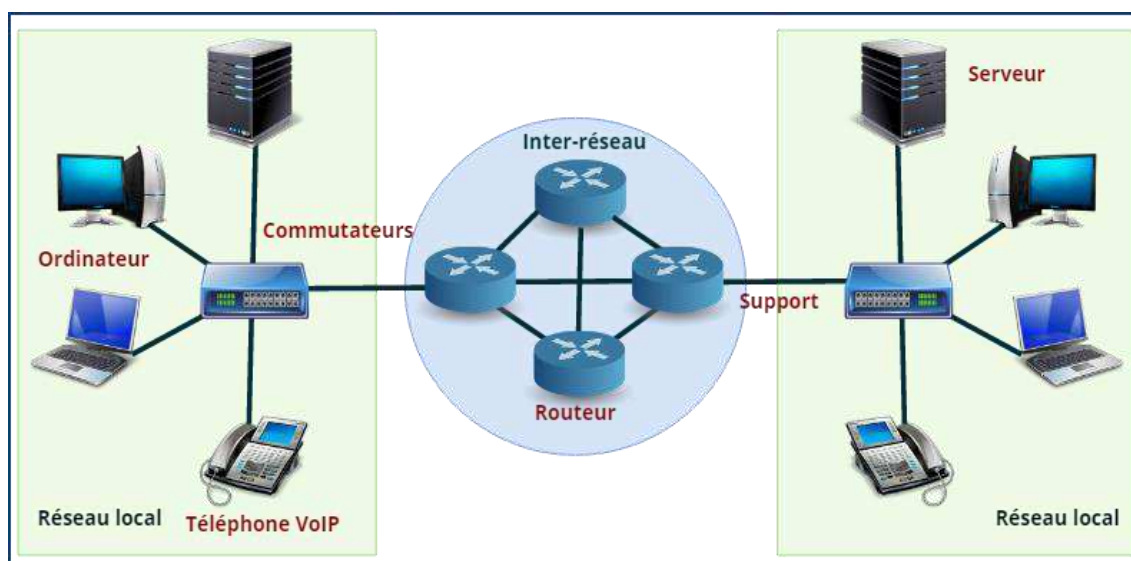 Serveur
Inter-réseau
Commutateurs
Ordinateur
Support
Routeur
Réseau local
Téléphone VoIP
Réseau local